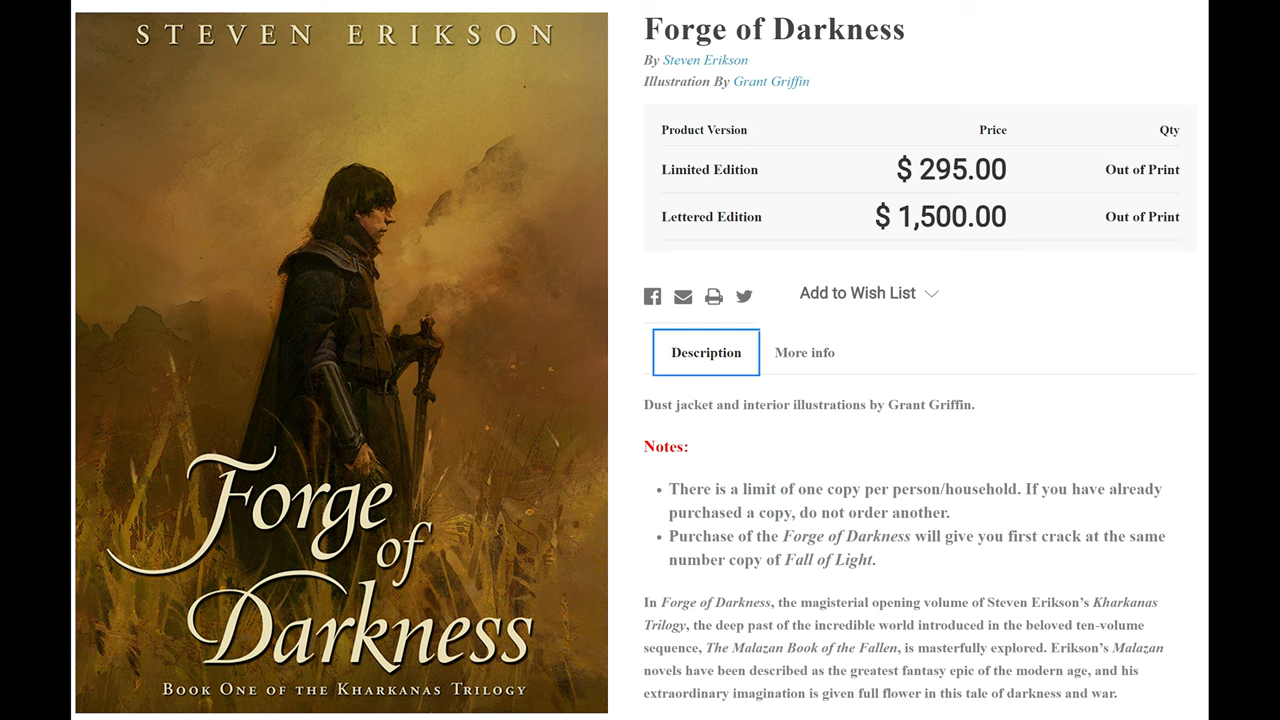 STEVEN ERIKSON
Forge
of
Darkness
BOOK ONE OF THE KHARKANAS TRILOGY
Forge of Darkness
By Steven Erikson
Illustration By Grant Griffin
Product Version Price Qty
Limited Edition $ 295.00 Out of Print
Lettered Edition $ 1,500.00 Out of Print
Add to Wish List
Description More info
Dust jacket and interior illustrations by Grant Griffin.
Notes:
• There is a limit of one copy per person/household. If you have already
purchased a copy, do not order another.
• Purchase of the Forge of Darkness will give you first crack at the same
number copy of Fall of Light.
In Forge of Darkness, the magisterial opening volume of Steven Erikson’s Kharkanas
Trilogy, the deep past of the incredible world introduced in the beloved ten-volume
sequence, The Malazan Book of the Fallen, is masterfully explored. Erikson’s Malazan
novels have been described as the greatest fantasy epic of the modern age, and his
extraordinary imagination is given full flower in this tale of darkness and war.